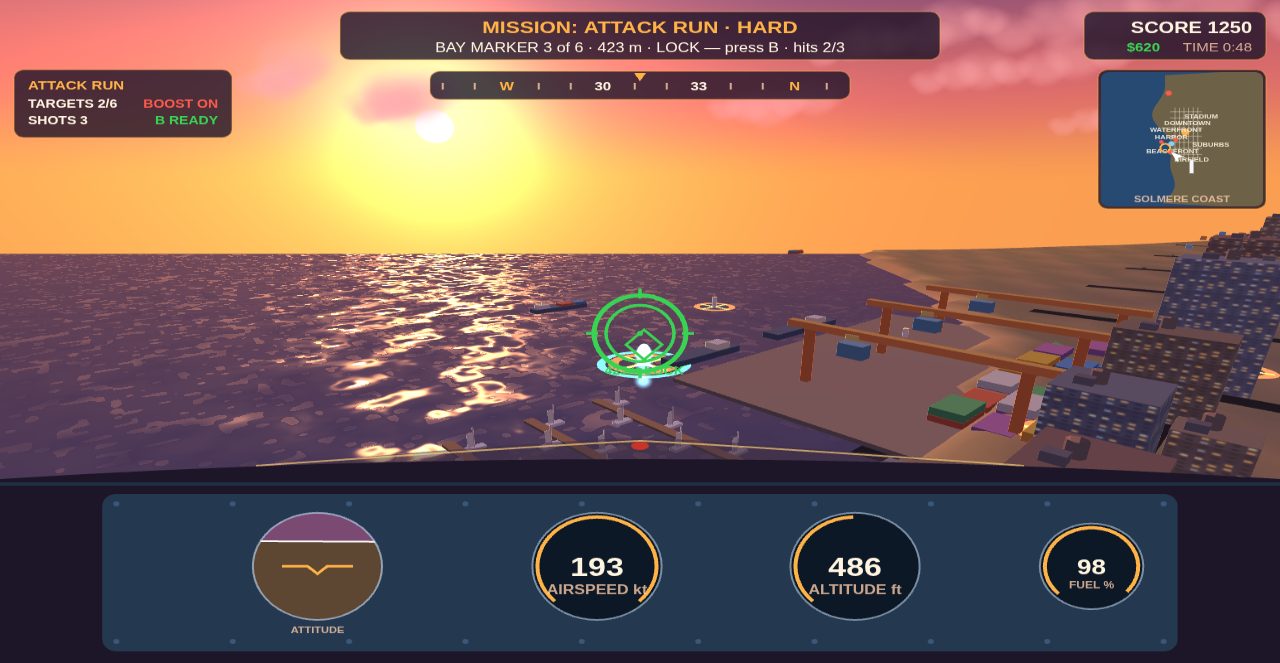 MISSION: ATTACK RUN · HARD
BAY MARKER 3 of 6 · 423 m · LOCK — press B · hits 2/3
SCORE 1250
$620 TIME 0:48
ATTACK RUN
TARGETS 2/6 BOOST ON
SHOTS 3 B READY
W 30 33 N
STADIUM
DOWNTOWN
WATERFRONT
HARBOR
SUBURBS
BEACHFRONT
AIRFIELD
SOLMERE COAST
193
AIRSPEED kt
486
ALTITUDE ft
98
FUEL %
ATTITUDE